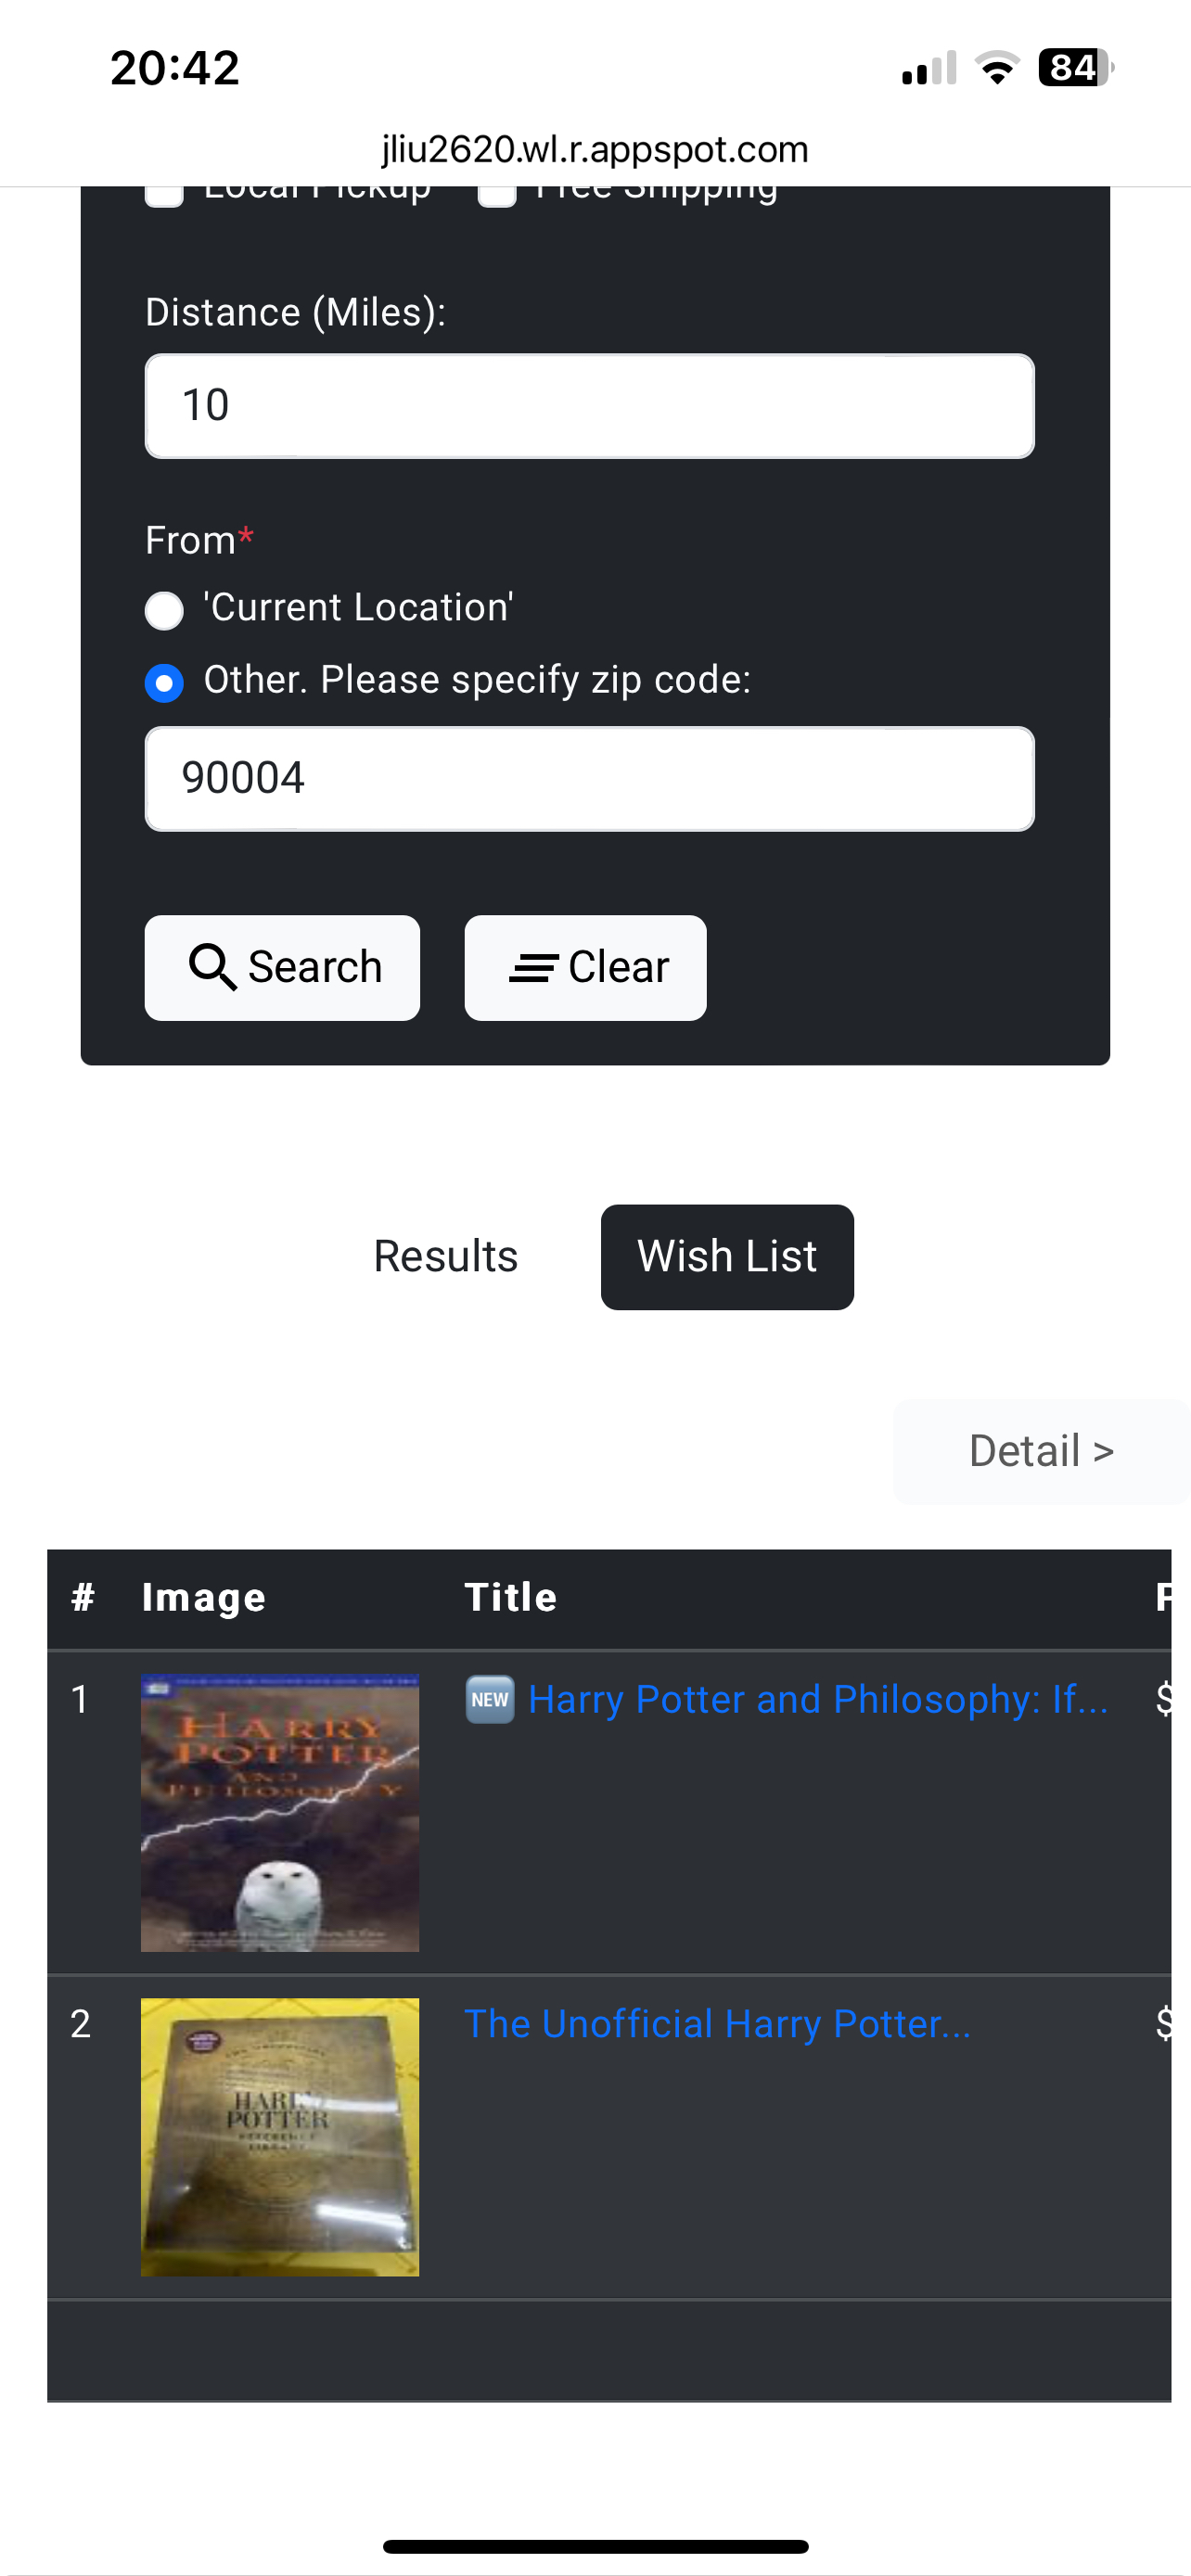 20:42
84
jliu2620.wl.r.appspot.com
Local Pickup Free Shipping
Distance (Miles):
10
From*
'Current Location'
Other. Please specify zip code:
90004
Search Clear
Results Wish List
Detail >
# Image Title P
1 NEW Harry Potter and Philosophy: If... $
HARRY
POTTER
AND
PHILOSOPHY
2 The Unofficial Harry Potter... $
HARRY
POTTER
REFERENCE
LIBRARY